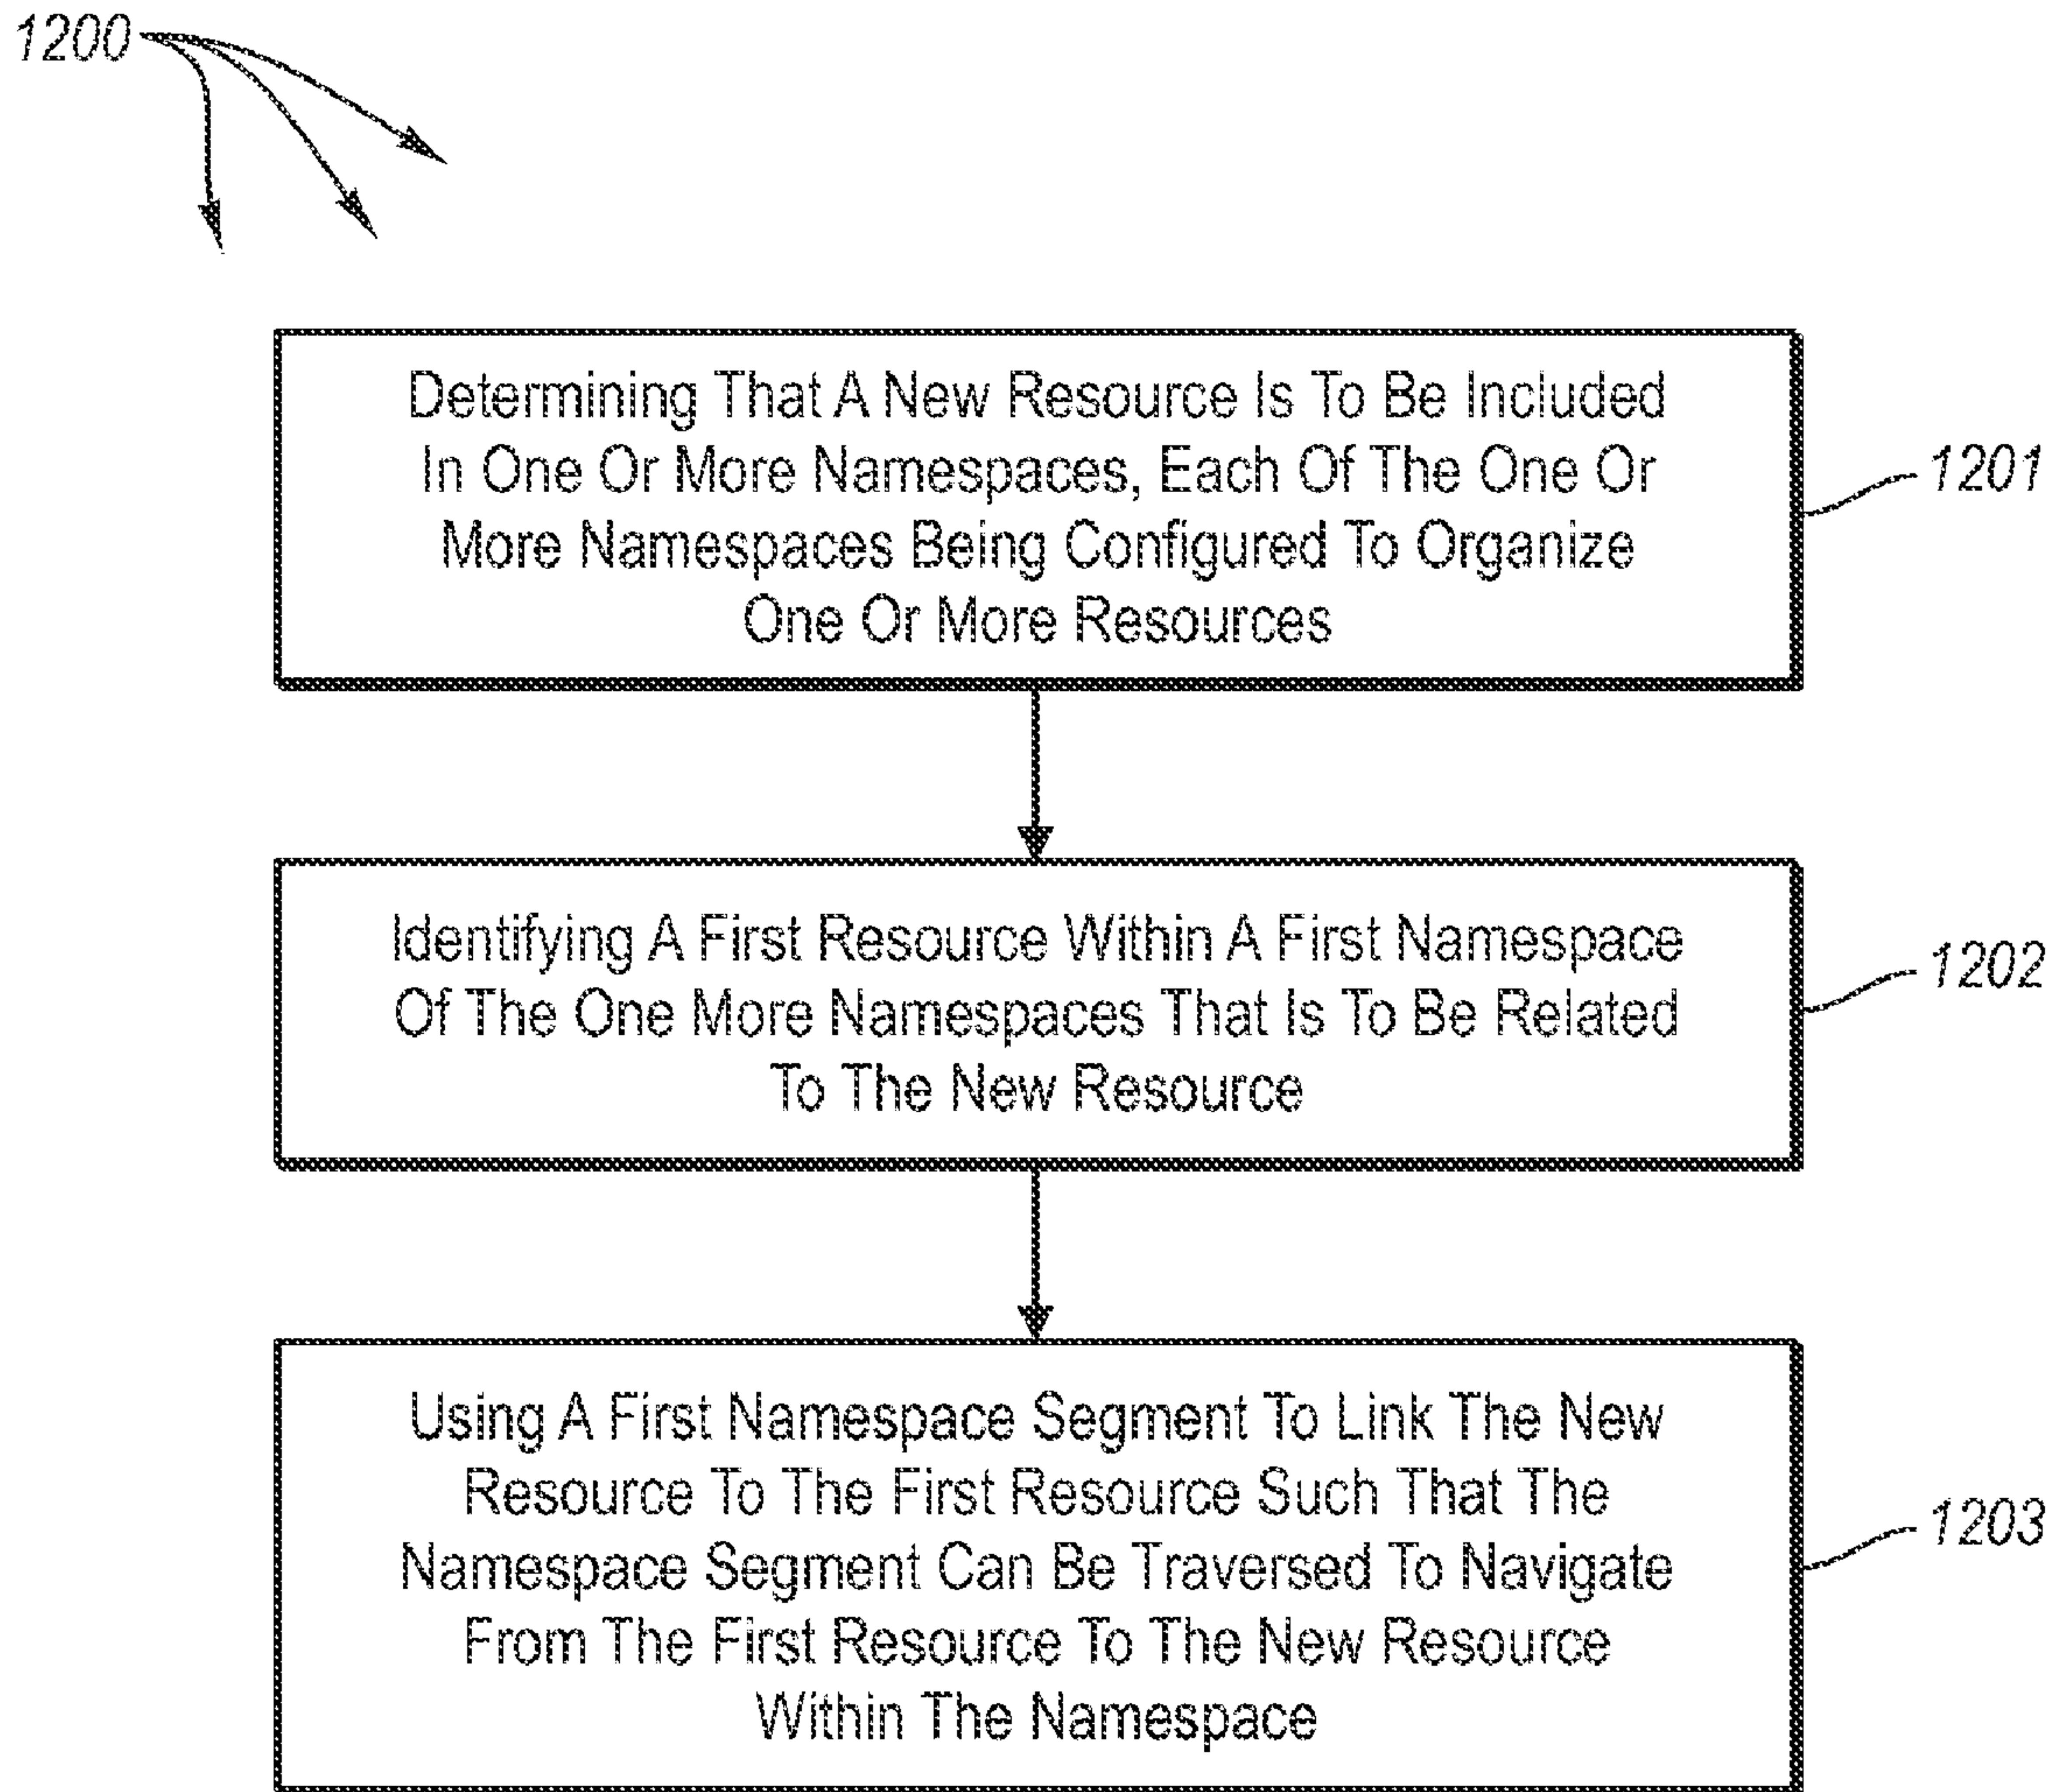 1200
Determining That A New Resource Is To Be Included
In One Or More Namespaces, Each Of The One Or
More Namespaces Being Configured To Organize
One Or More Resources
1201
Identifying A First Resource Within A First Namespace
Of The One More Namespaces That Is To Be Related
To The New Resource
1202
Using A First Namespace Segment To Link The New
Resource To The First Resource Such That The
Namespace Segment Can Be Traversed To Navigate
From The First Resource To The New Resource
Within The Namespace
1203